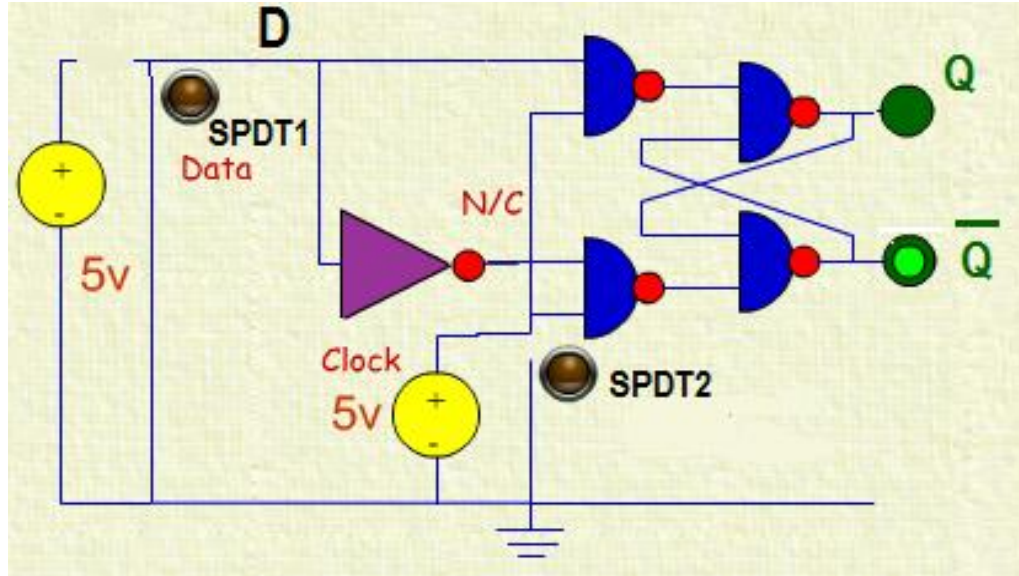 D
Q
SPDT1
Data
N/C
+
-
5v
Q
Clock
+
-
5v
SPDT2